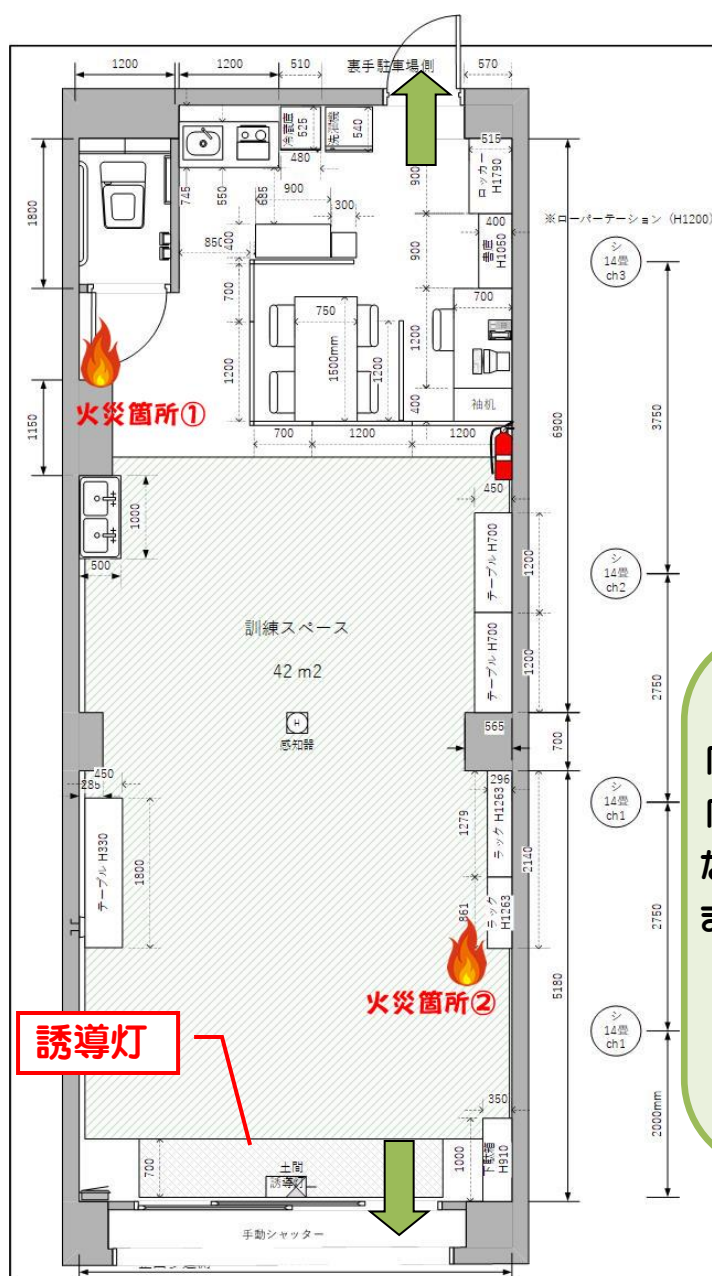 1200
1200
510
裏手駐車場側
570
冷蔵庫
525
洗濯機
540
515
ロッカー
H1790
480
900
745
550
685
300
900
※ローパーテーション（H1200）
1800
400
850
400
書庫
H1050
900
シ
14畳
ch3
700
700
750
1200
1500mm
1200
1200
袖机
400
火災箇所①
1150
700
1200
1200
6900
3750
450
1000
500
テーブル H700
1200
シ
14畳
ch2
訓練スペース
42 m2
テーブル H700
1200
2750
H
感知器
565
700
450
285
296
ラック H1263
1279
2140
シ
14畳
ch1
テーブル H330
1800
861
ラック
H1263
2750
火災箇所②
5180
誘導灯
シ
14畳
ch1
350
700
土間
誘導灯
1000
下駄箱
H910
2000mm
手動シャッター